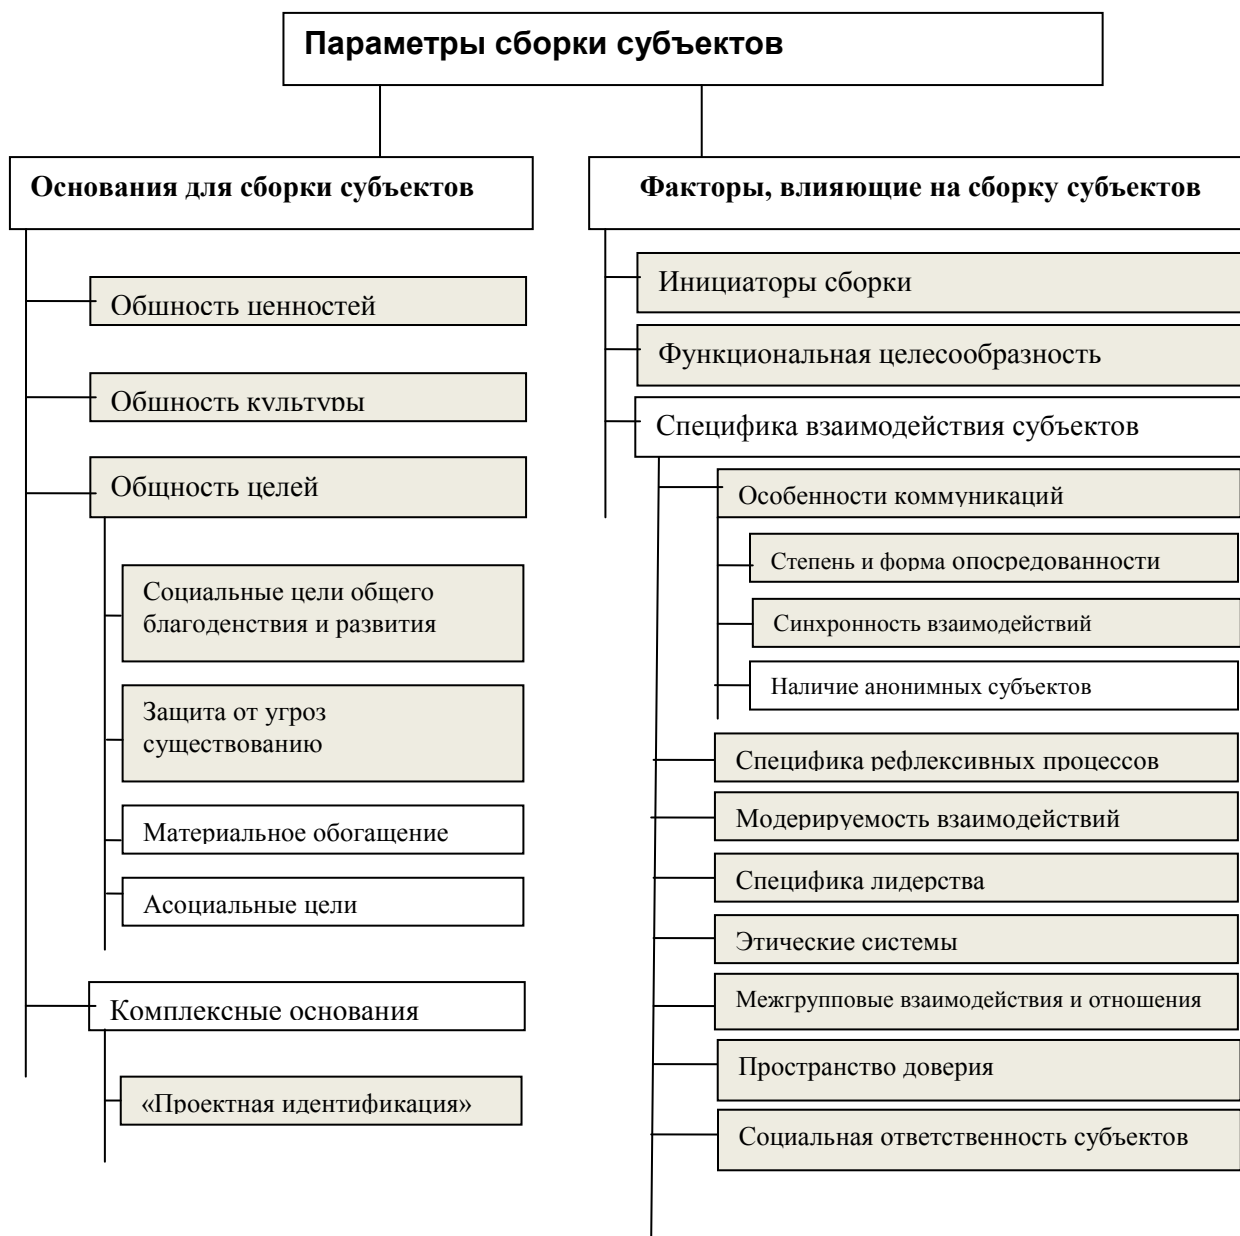 Параметры сборки субъектов
Основания для сборки субъектов
Общность ценностей
Общность культуры
Общность целей
Социальные цели общего
благоденствия и развития
Защита от угроз
существованию
Материальное обогащение
Асоциальные цели
Комплексные основания
«Проектная идентификация»
Факторы, влияющие на сборку субъектов
Инициаторы сборки
Функциональная целесообразность
Специфика взаимодействия субъектов
Особенности коммуникаций
Степень и форма опосредованности
Синхронность взаимодействий
Наличие анонимных субъектов
Специфика рефлексивных процессов
Модерируемость взаимодействий
Специфика лидерства
Этические системы
Межгрупповые взаимодействия и отношения
Пространство доверия
Социальная ответственность субъектов